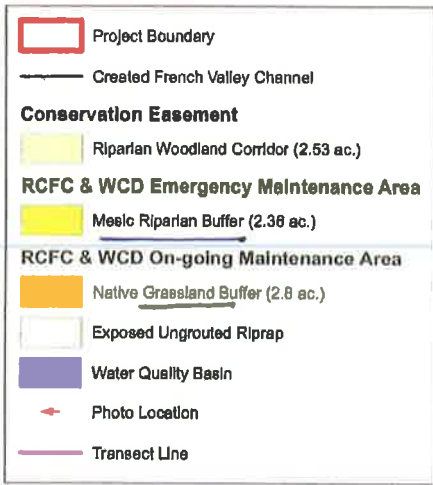 Project Boundary
Created French Valley Channel
Conservation Easement
Riparian Woodland Corridor (2.53 ac.)
RCFC & WCD Emergency Maintenance Area
Mesic Riparian Buffer (2.36 ac.)
RCFC & WCD On-going Maintenance Area
Native Grassland Buffer (2.8 ac.)
Exposed Ungrouted Riprap
Water Quality Basin
Photo Location
Transect Line